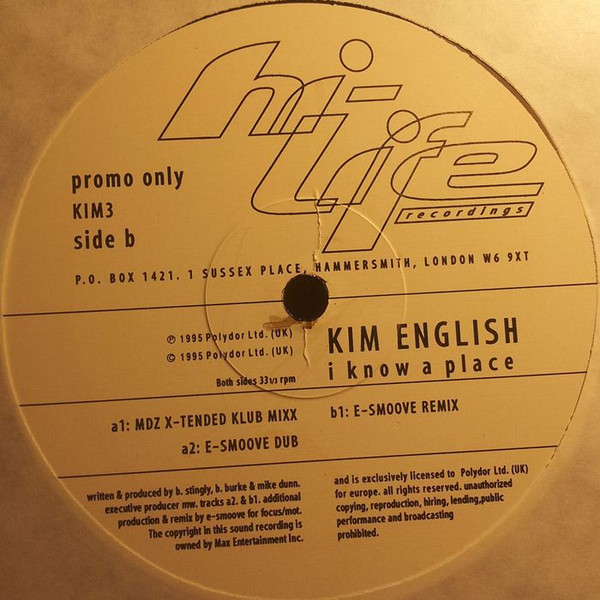 hi-life
recordings
promo only
KIM3
side b
P.O. BOX 1421. 1 SUSSEX PLACE, HAMMERSMITH, LONDON W6 9XT
℗ 1995 Polydor Ltd. (UK)
© 1995 Polydor Ltd. (UK)
Both sides 33 1/3 rpm
KIM ENGLISH
i know a place
a1: MDZ X-TENDED KLUB MIXX
a2: E-SMOOVE DUB
b1: E-SMOOVE REMIX
written & produced by b. stingly, b. burke & mike dunn.
executive producer mw. tracks a2. & b1. additional
production & remix by e-smoove for focus/mot.
The copyright in this sound recording is
owned by Max Entertainment Inc.
and is exclusively licensed to Polydor Ltd. (UK)
for europe. all rights reserved. unauthorized
copying, reproduction, hiring, lending,public
performance and broadcasting
prohibited.